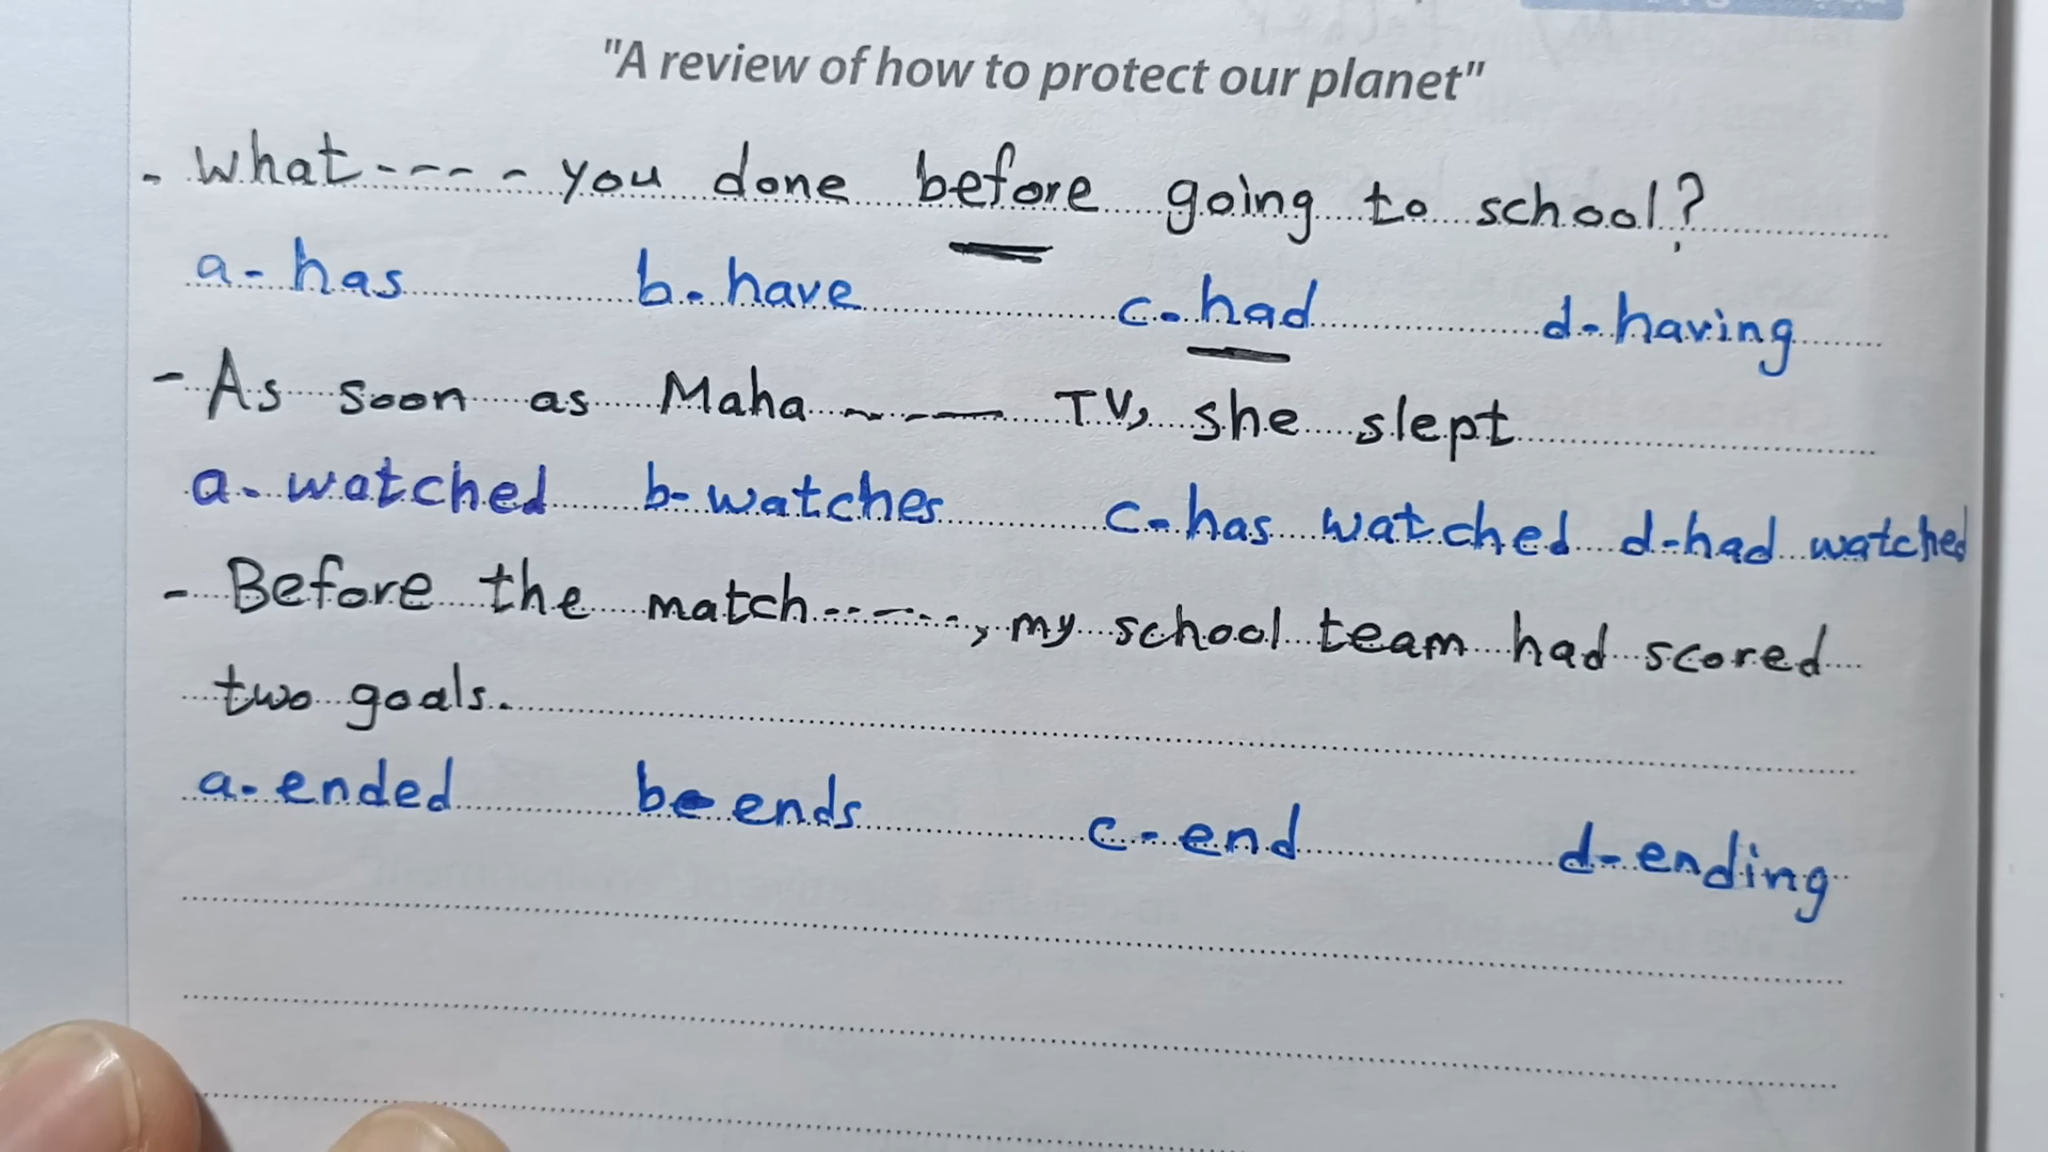 "A review of how to protect our planet"
- what ---- you done before going to school?
a- has b- have c- had d- having
- As soon as Maha ---- TV, she slept
a- watched b- watches c- has watched d- had watched
- Before the match ------, my school team had scored
two goals.
a- ended b- ends c- end d- ending